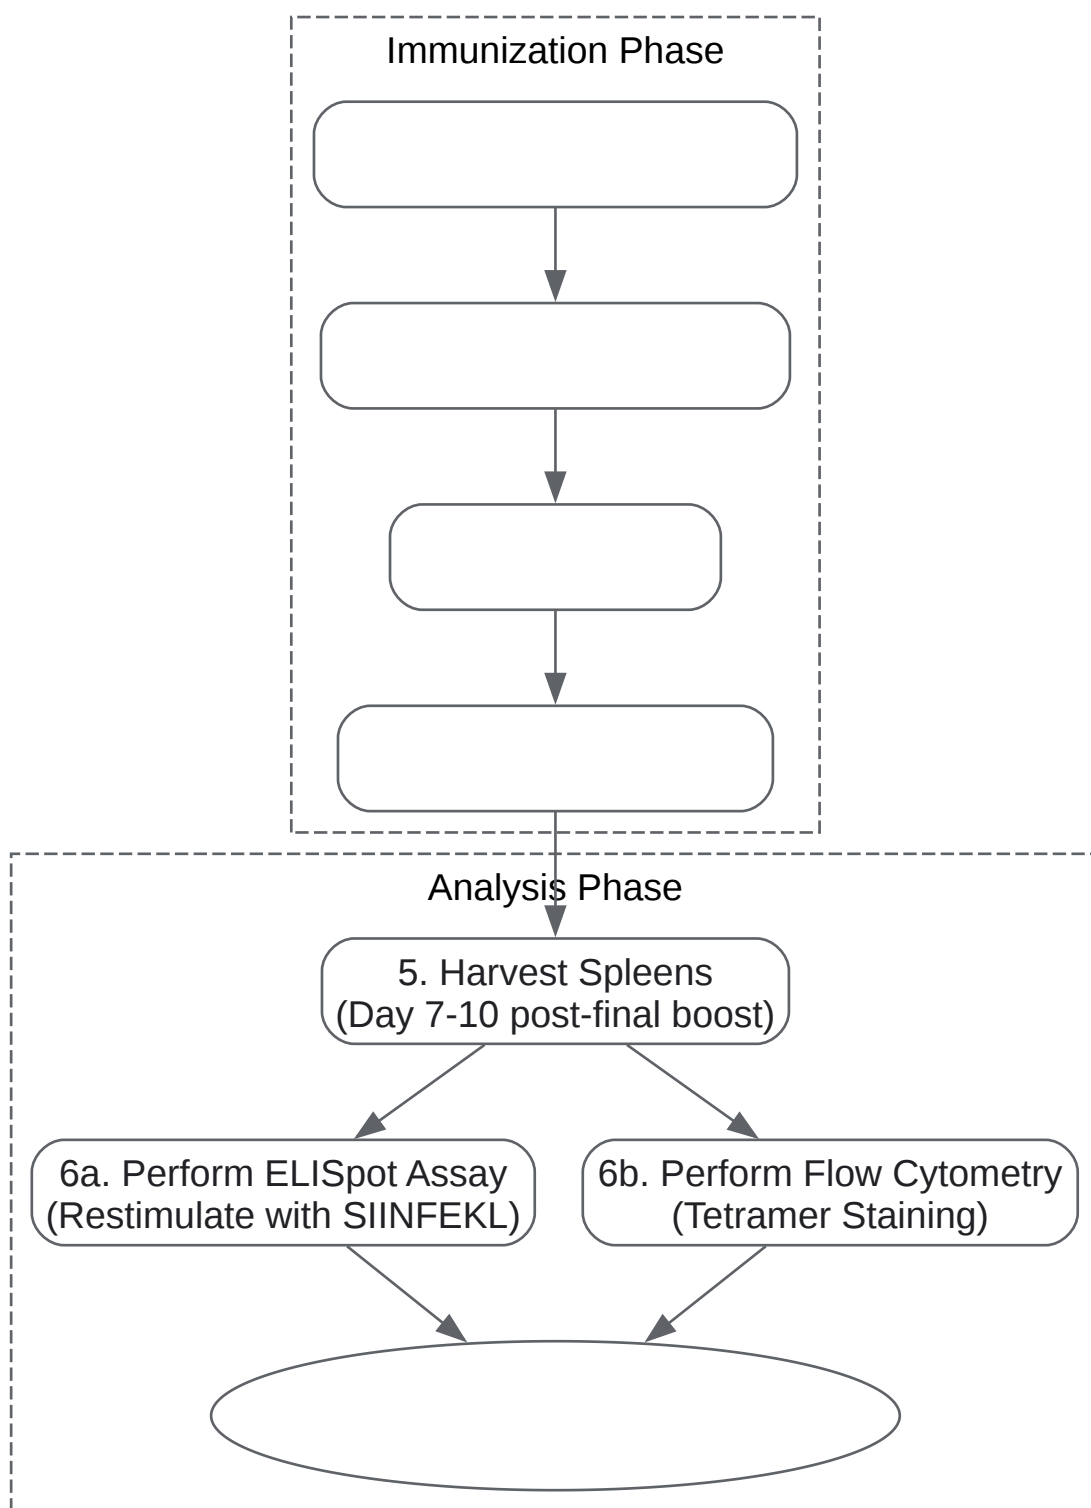 Immunization Phase
Analysis Phase
5. Harvest Spleens
(Day 7-10 post-final boost)
6a. Perform ELISpot Assay
(Restimulate with SIINFEKL)
6b. Perform Flow Cytometry
(Tetramer Staining)